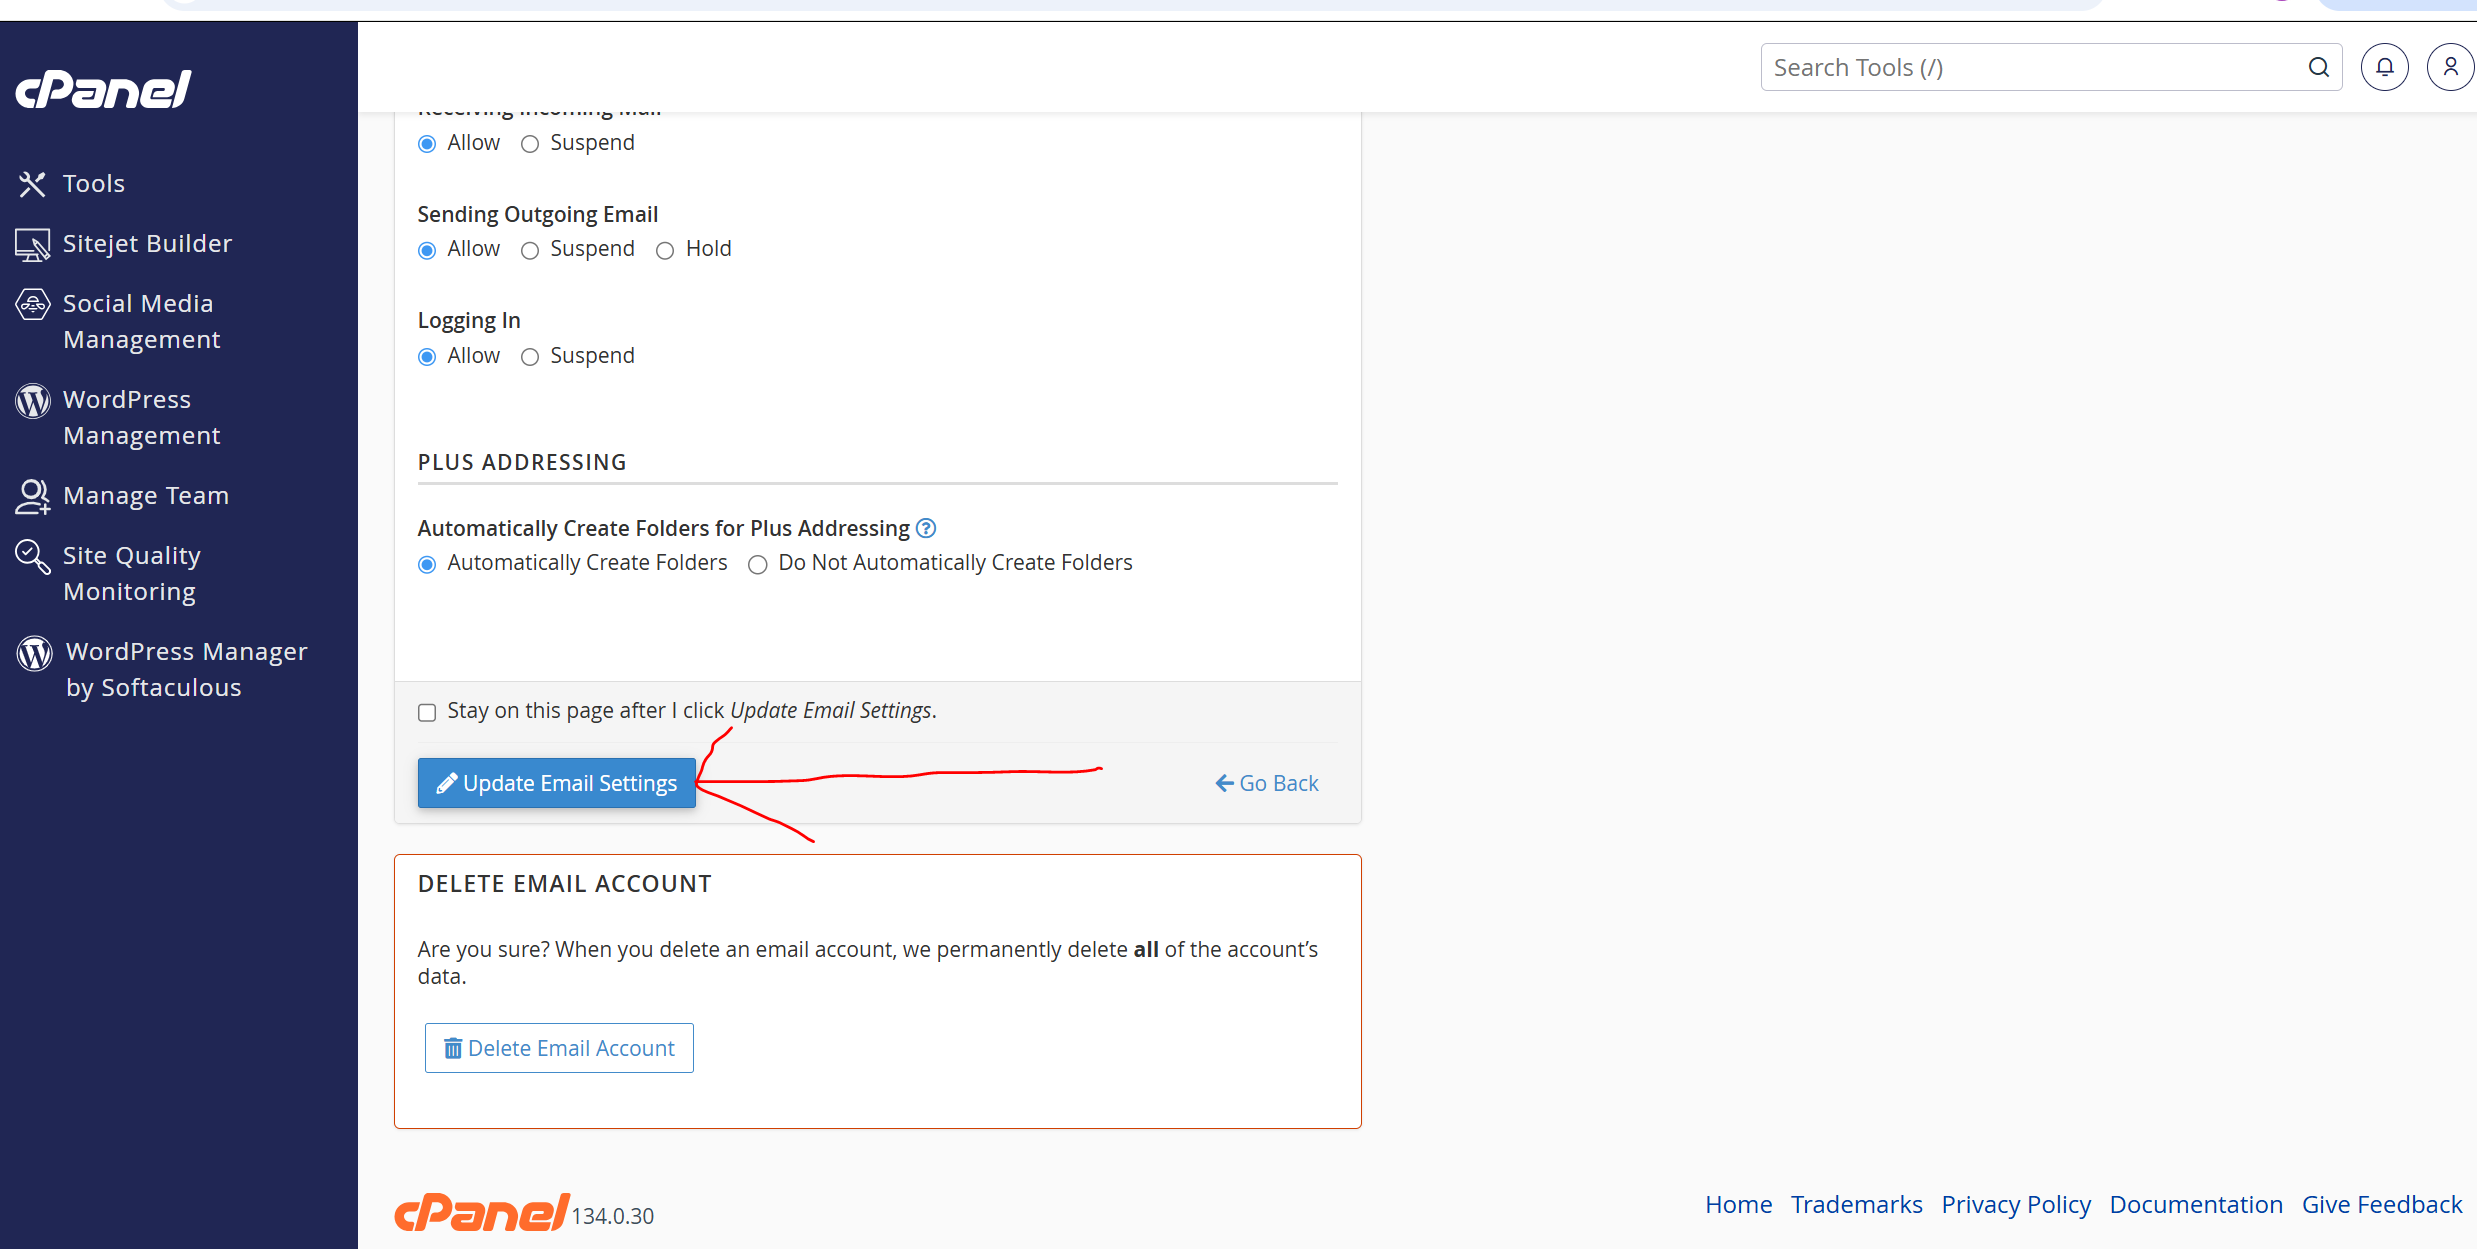 Search Tools (/)
cPanel
Tools
Sitejet Builder
Social Media
Management
WordPress
Management
Manage Team
Site Quality
Monitoring
WordPress Manager
by Softaculous
Receiving Incoming Mail
Allow Suspend
Sending Outgoing Email
Allow Suspend Hold
Logging In
Allow Suspend
PLUS ADDRESSING
Automatically Create Folders for Plus Addressing ?
Automatically Create Folders Do Not Automatically Create Folders
Stay on this page after I click Update Email Settings.
Update Email Settings Go Back
DELETE EMAIL ACCOUNT
Are you sure? When you delete an email account, we permanently delete all of the account’s
data.
Delete Email Account
cPanel 134.0.30
Home Trademarks Privacy Policy Documentation Give Feedback